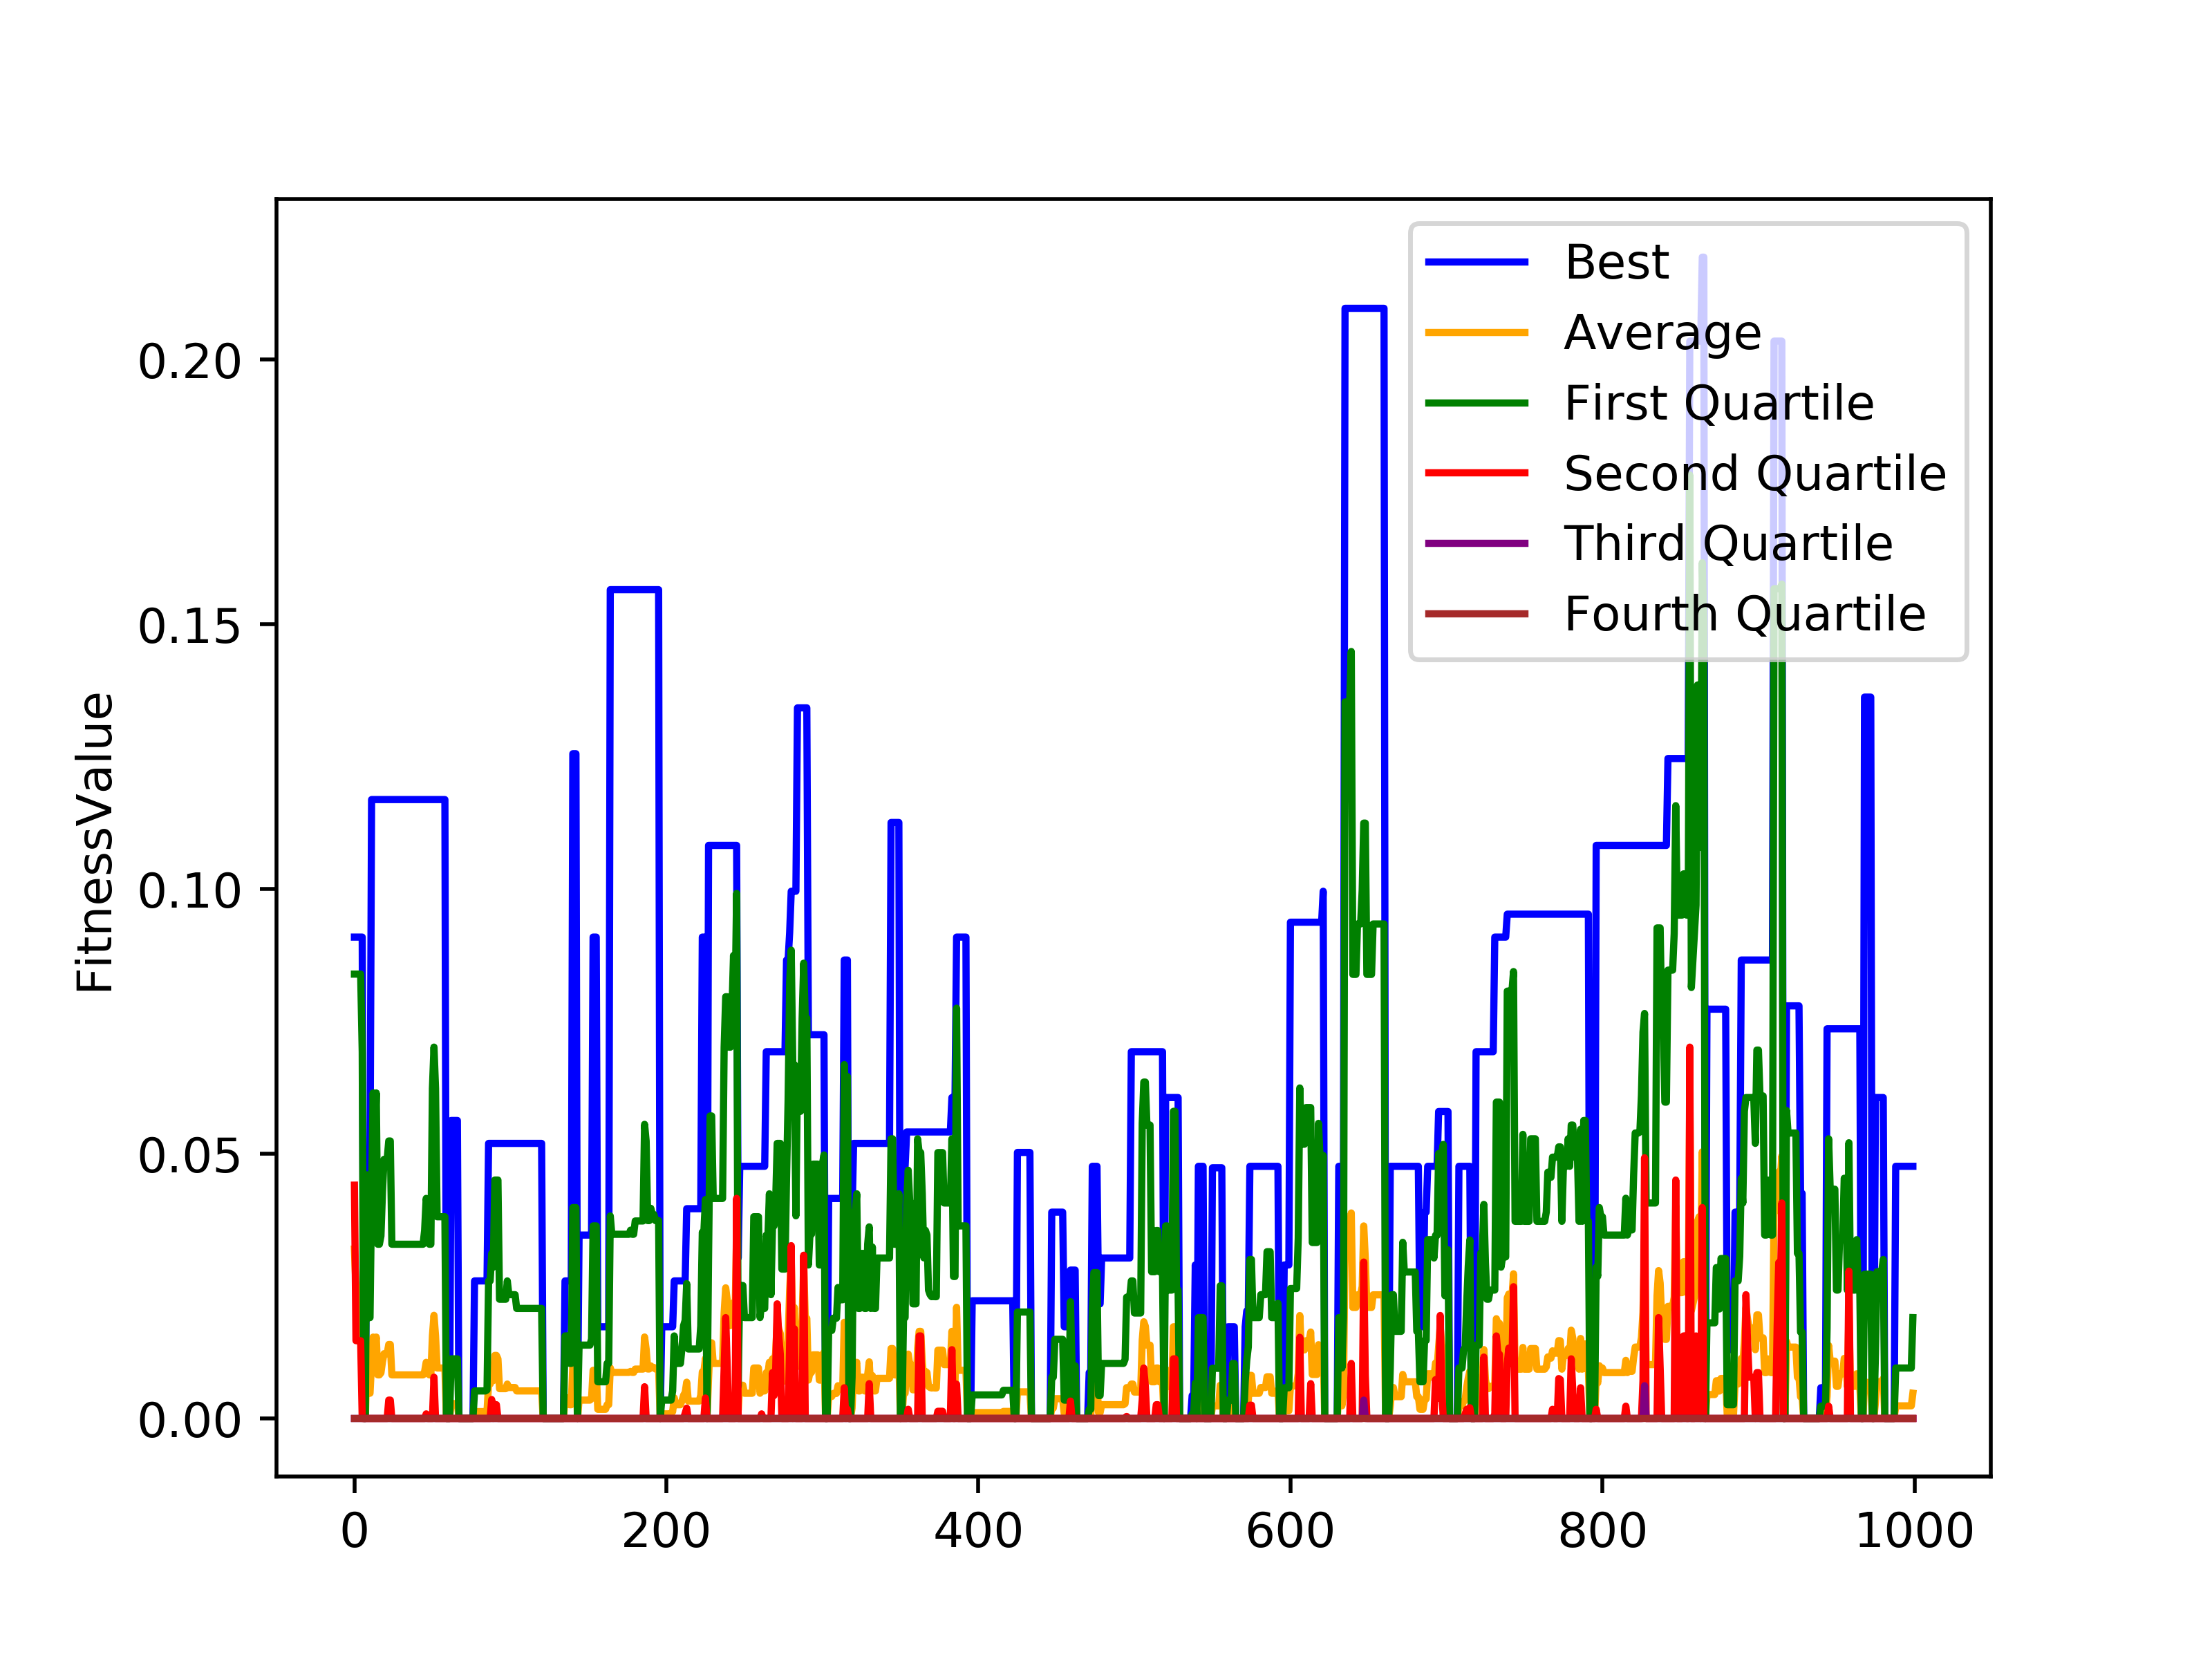 Best
Average
First Quartile
Second Quartile
Third Quartile
Fourth Quartile
FitnessValue
0.20
0.15
0.10
0.05
0.00
0 200 400 600 800 1000